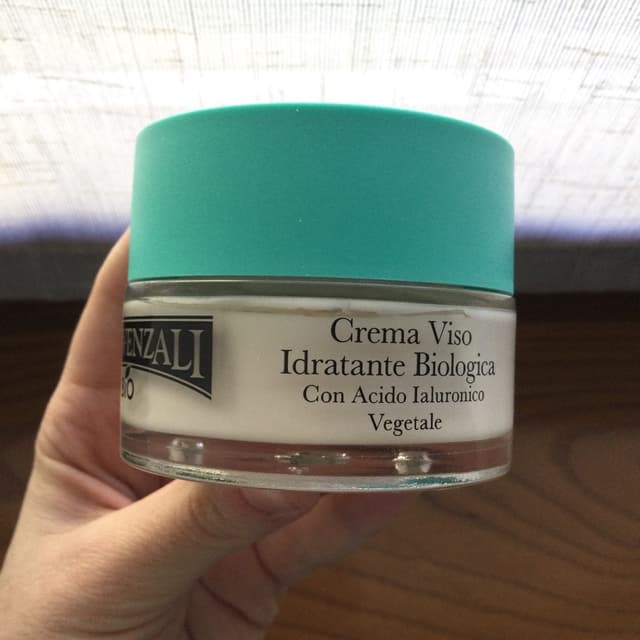 Crema Viso
Idratante Biologica
Con Acido Ialuronico
Vegetale